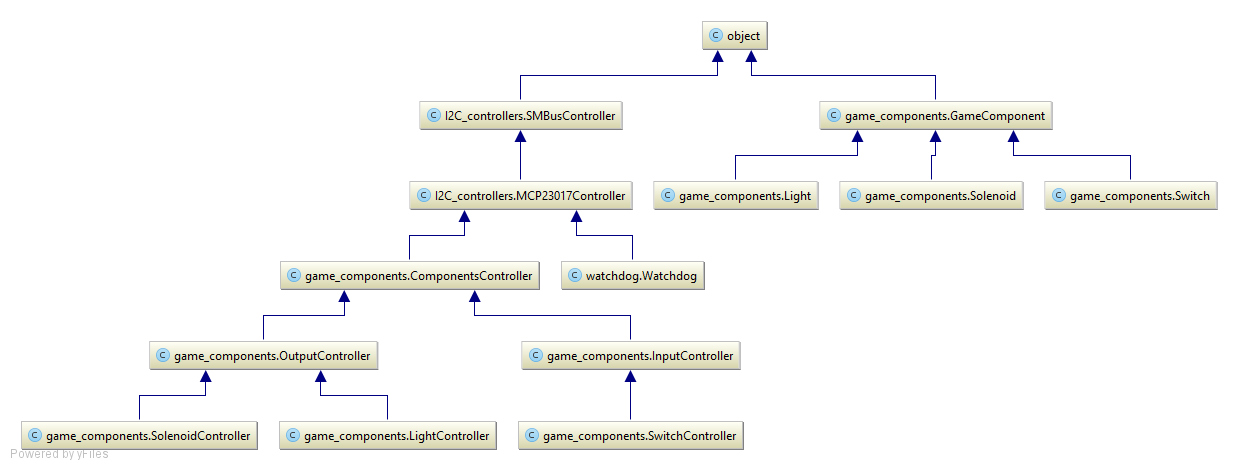 C object
C I2C_controllers.SMBusController
C game_components.GameComponent
C I2C_controllers.MCP23017Controller
C game_components.Light
C game_components.Solenoid
C game_components.Switch
C game_components.ComponentsController
C watchdog.Watchdog
C game_components.OutputController
C game_components.InputController
C game_components.SolenoidController
C game_components.LightController
C game_components.SwitchController
Powered by yFiles